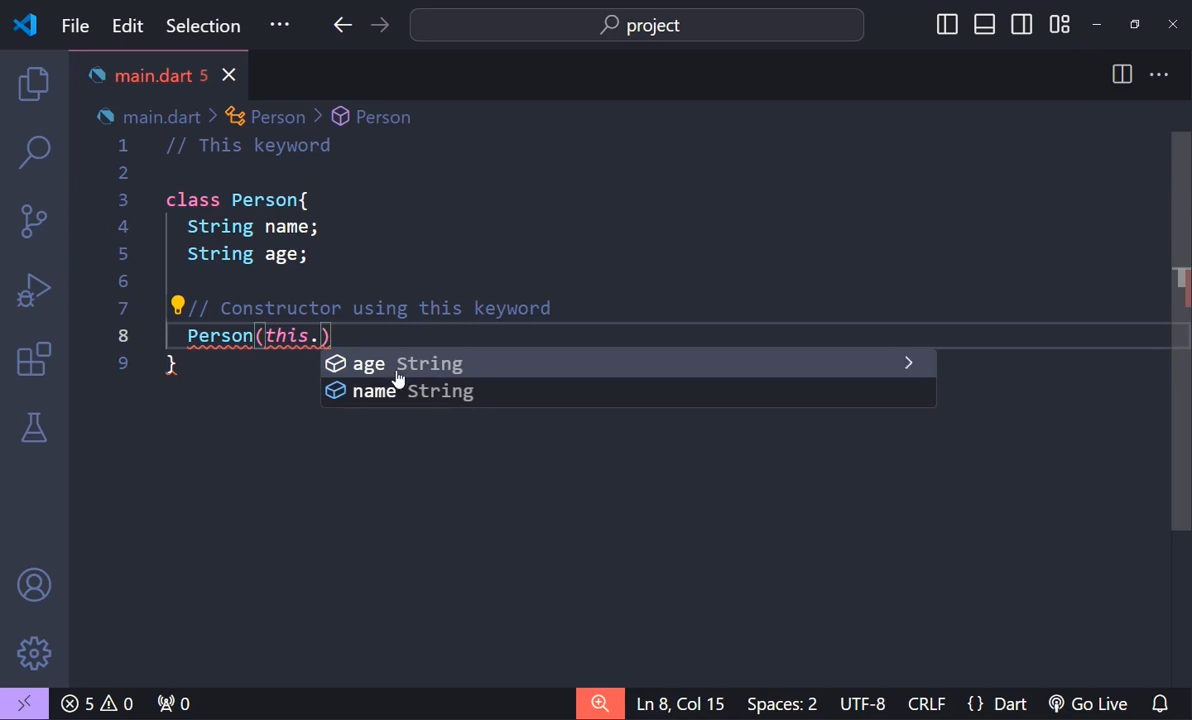 File Edit Selection ··· project
main.dart 5
main.dart > Person > Person
1 // This keyword
2
3 class Person{
4 String name;
5 String age;
6
7 // Constructor using this keyword
8 Person(this.)
age String
9 }
name String
5 0 0 Ln 8, Col 15 Spaces: 2 UTF-8 CRLF {} Dart Go Live